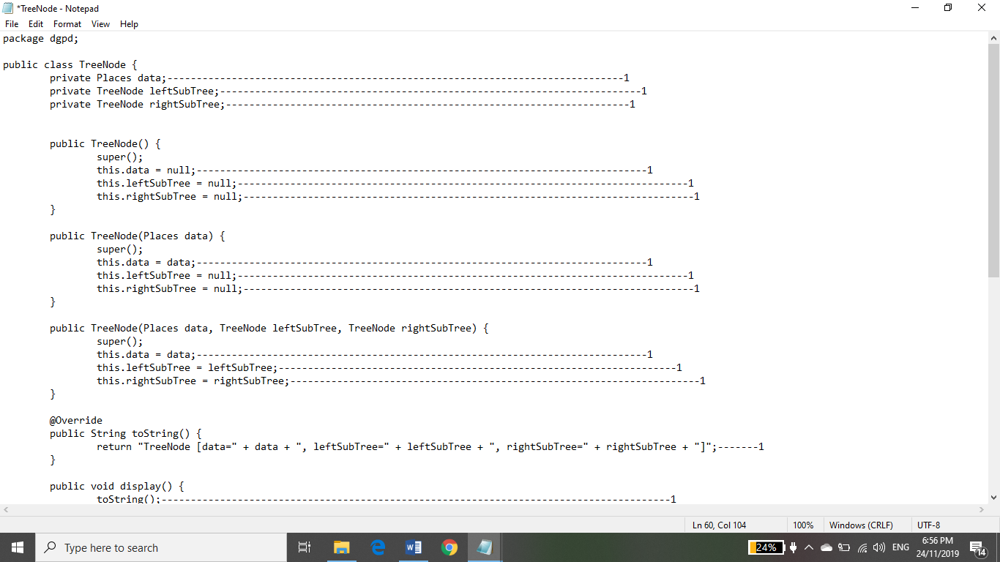 *TreeNode - Notepad
File Edit Format View Help
package dgpd;
public class TreeNode {
private Places data;------------------------------------------------------------------------------1
private TreeNode leftSubTree;------------------------------------------------------------------------1
private TreeNode rightSubTree;---------------------------------------------------------------------1
public TreeNode() {
super();
this.data = null;-----------------------------------------------------------------------------1
this.leftSubTree = null;-----------------------------------------------------------------------------1
this.rightSubTree = null;-----------------------------------------------------------------------------1
}
public TreeNode(Places data) {
super();
this.data = data;-----------------------------------------------------------------------------1
this.leftSubTree = null;-----------------------------------------------------------------------------1
this.rightSubTree = null;-----------------------------------------------------------------------------1
}
public TreeNode(Places data, TreeNode leftSubTree, TreeNode rightSubTree) {
super();
this.data = data;-----------------------------------------------------------------------------1
this.leftSubTree = leftSubTree;--------------------------------------------------------------------1
this.rightSubTree = rightSubTree;----------------------------------------------------------------------1
}
@Override
public String toString() {
return "TreeNode [data=" + data + ", leftSubTree=" + leftSubTree + ", rightSubTree=" + rightSubTree + "]";-------1
}
public void display() {
toString();---------------------------------------------------------------------------------------1
Ln 60, Col 104 100% Windows (CRLF) UTF-8
Type here to search
24% ENG 6:56 PM
24/11/2019 14